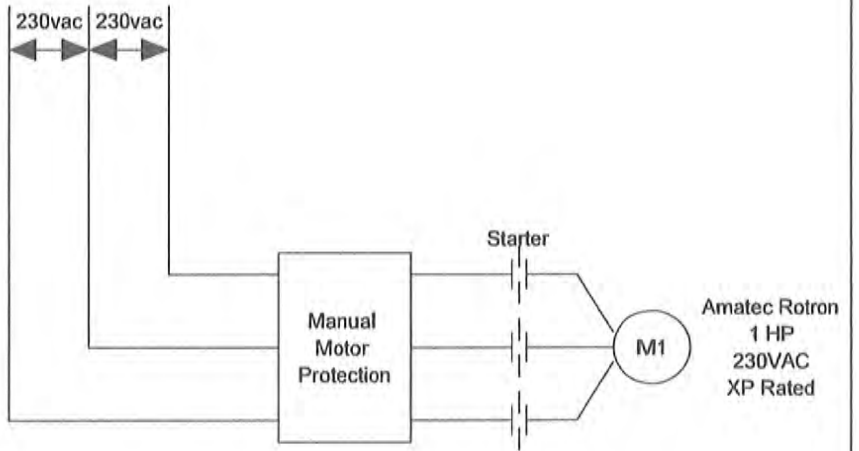 230vac 230vac
Starter
Manual
Motor
Protection
M1
Amatec Rotron
1 HP
230VAC
XP Rated